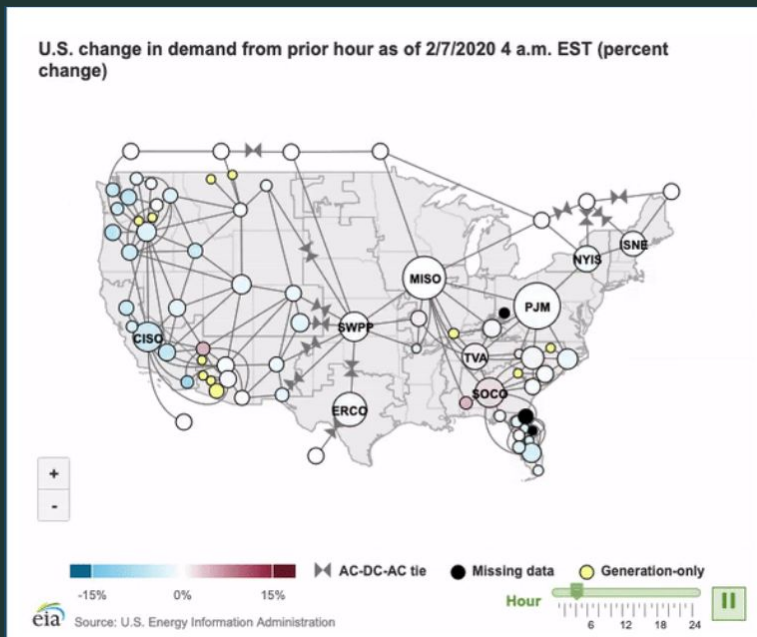 U.S. change in demand from prior hour as of 2/7/2020 4 a.m. EST (percent
change)
MISO
NYIS
ISNE
PJM
CISO
SWPP
TVA
SOCO
ERCO
+
-
AC-DC-AC tie
Missing data
Generation-only
-15%
0%
15%
Hour
6
12
18
24
eia
Source: U.S. Energy Information Administration